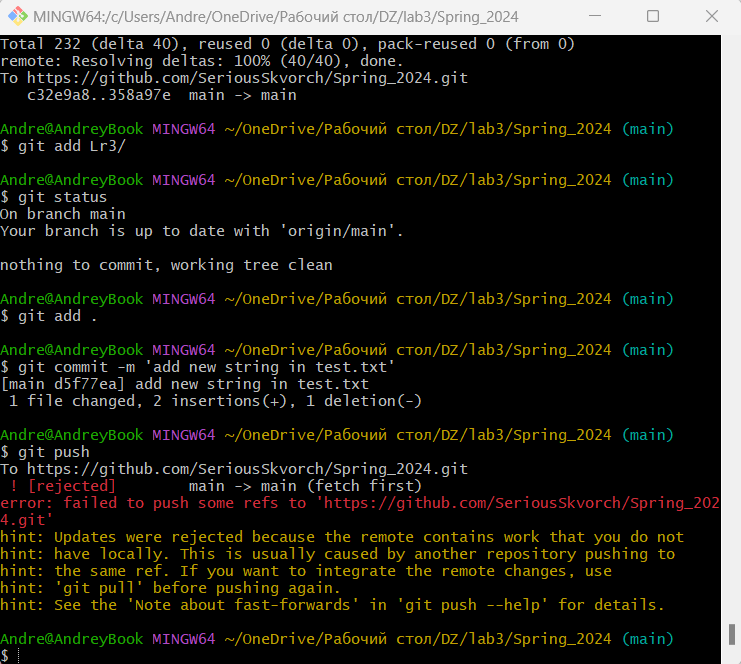 MINGW64:/c/Users/Andre/OneDrive/Рабочий стол/DZ/lab3/Spring_2024
Total 232 (delta 40), reused 0 (delta 0), pack-reused 0 (from 0)
remote: Resolving deltas: 100% (40/40), done.
To https://github.com/SeriousSkvorch/Spring_2024.git
   c32e9a8..358a97e  main -> main
Andre@AndreyBook MINGW64 ~/OneDrive/Рабочий стол/DZ/lab3/Spring_2024 (main)
$ git add Lr3/
Andre@AndreyBook MINGW64 ~/OneDrive/Рабочий стол/DZ/lab3/Spring_2024 (main)
$ git status
On branch main
Your branch is up to date with 'origin/main'.
nothing to commit, working tree clean
Andre@AndreyBook MINGW64 ~/OneDrive/Рабочий стол/DZ/lab3/Spring_2024 (main)
$ git add .
Andre@AndreyBook MINGW64 ~/OneDrive/Рабочий стол/DZ/lab3/Spring_2024 (main)
$ git commit -m 'add new string in test.txt'
[main d5f77ea] add new string in test.txt
 1 file changed, 2 insertions(+), 1 deletion(-)
Andre@AndreyBook MINGW64 ~/OneDrive/Рабочий стол/DZ/lab3/Spring_2024 (main)
$ git push
To https://github.com/SeriousSkvorch/Spring_2024.git
 ! [rejected]        main -> main (fetch first)
error: failed to push some refs to 'https://github.com/SeriousSkvorch/Spring_202
4.git'
hint: Updates were rejected because the remote contains work that you do not
hint: have locally. This is usually caused by another repository pushing to
hint: the same ref. If you want to integrate the remote changes, use
hint: 'git pull' before pushing again.
hint: See the 'Note about fast-forwards' in 'git push --help' for details.
Andre@AndreyBook MINGW64 ~/OneDrive/Рабочий стол/DZ/lab3/Spring_2024 (main)
$